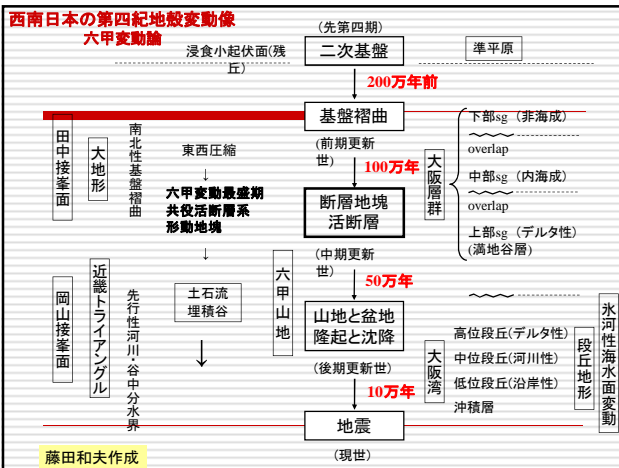 西南日本の第四紀地殻変動像
六甲変動論
(先第四期)
浸食小起伏面(残
丘)
二次基盤
準平原
200万年前
基盤褶曲
下部sg (非海成)
田中接峯面
大地形
南北性基盤褶曲
東西圧縮
(前期更新
世)
100万年
大阪層群
overlap
中部sg (内海成)
overlap
上部sg (デルタ性)
(満地谷層)
↓
六甲変動最盛期
共役活断層系
形動地塊
↓
断層地塊
活断層
(中期更新
世)
50万年
岡山接峯面
近畿トライアングル
先行性河川・谷中分水界
土石流
埋積谷
↓
六甲山地
山地と盆地
隆起と沈降
大阪湾
高位段丘(デルタ性)
中位段丘(河川性)
低位段丘(沿岸性)
沖積層
段丘地形
氷河性海水面変動
(後期更新世)
10万年
地震
(現世)
藤田和夫作成